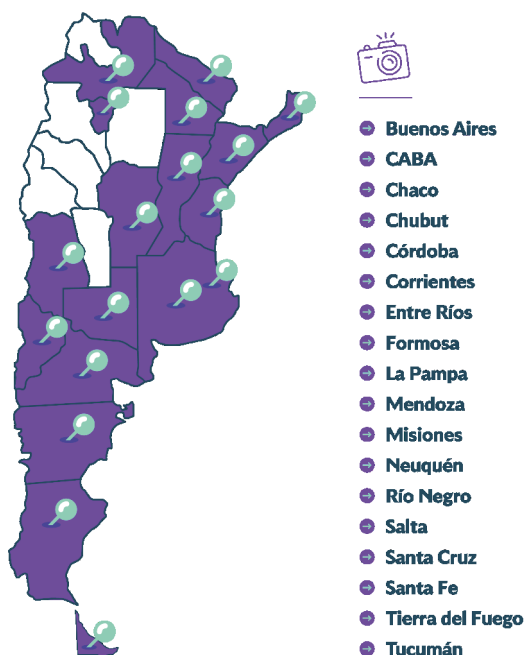 Buenos Aires
CABA
Chaco
Chubut
Córdoba
Corrientes
Entre Ríos
Formosa
La Pampa
Mendoza
Misiones
Neuquén
Río Negro
Salta
Santa Cruz
Santa Fe
Tierra del Fuego
Tucumán